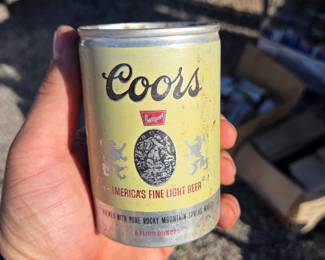 Coors
Banquet
AMERICA'S FINE LIGHT BEER
BREWED WITH PURE ROCKY MOUNTAIN SPRING WATER